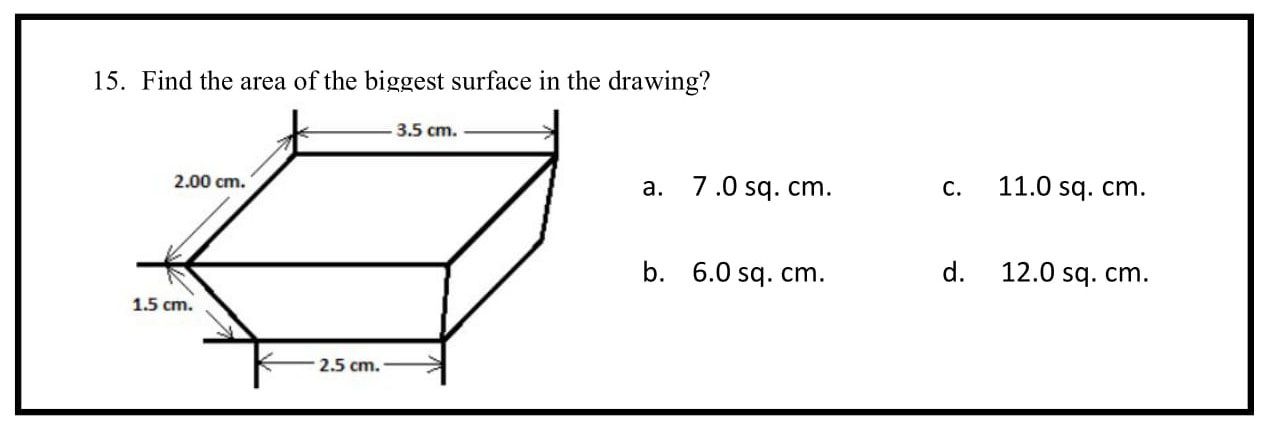 15. Find the area of the biggest surface in the drawing?
3.5 cm.
2.00 cm.
a. 7 .0 sq. cm.
c. 11.0 sq. cm.
b. 6.0 sq. cm.
d. 12.0 sq. cm.
1.5 cm.
2.5 cm.